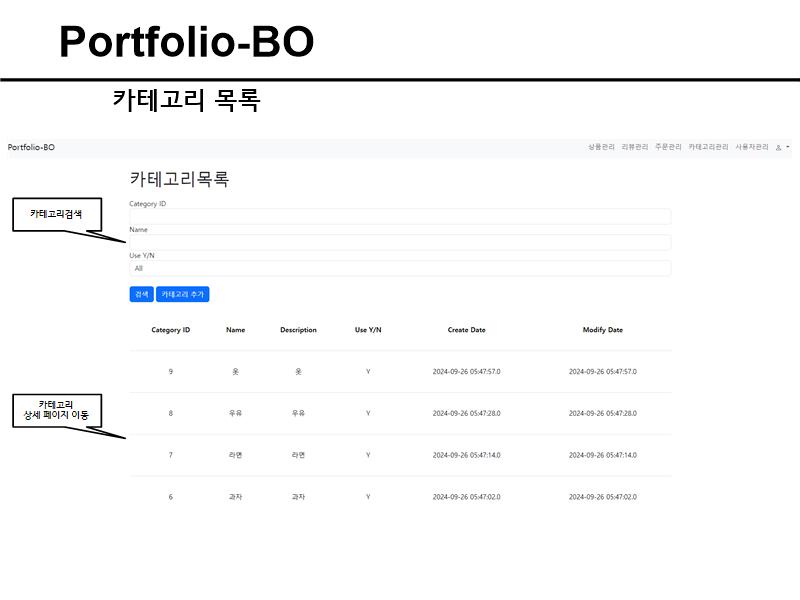 Portfolio-BO
카테고리 목록
Portfolio-BO 상품관리 리뷰관리 주문관리 카테고리관리 사용자관리
카테고리목록
Category ID
카테고리검색
Name
Use Y/N
All
검색 카테고리 추가
Category ID Name Description Use Y/N Create Date Modify Date
9 옷 옷 Y 2024-09-26 05:47:57.0 2024-09-26 05:47:57.0
카테고리
상세 페이지 이동
8 우유 우유 Y 2024-09-26 05:47:28.0 2024-09-26 05:47:28.0
7 라면 라면 Y 2024-09-26 05:47:14.0 2024-09-26 05:47:14.0
6 과자 과자 Y 2024-09-26 05:47:02.0 2024-09-26 05:47:02.0